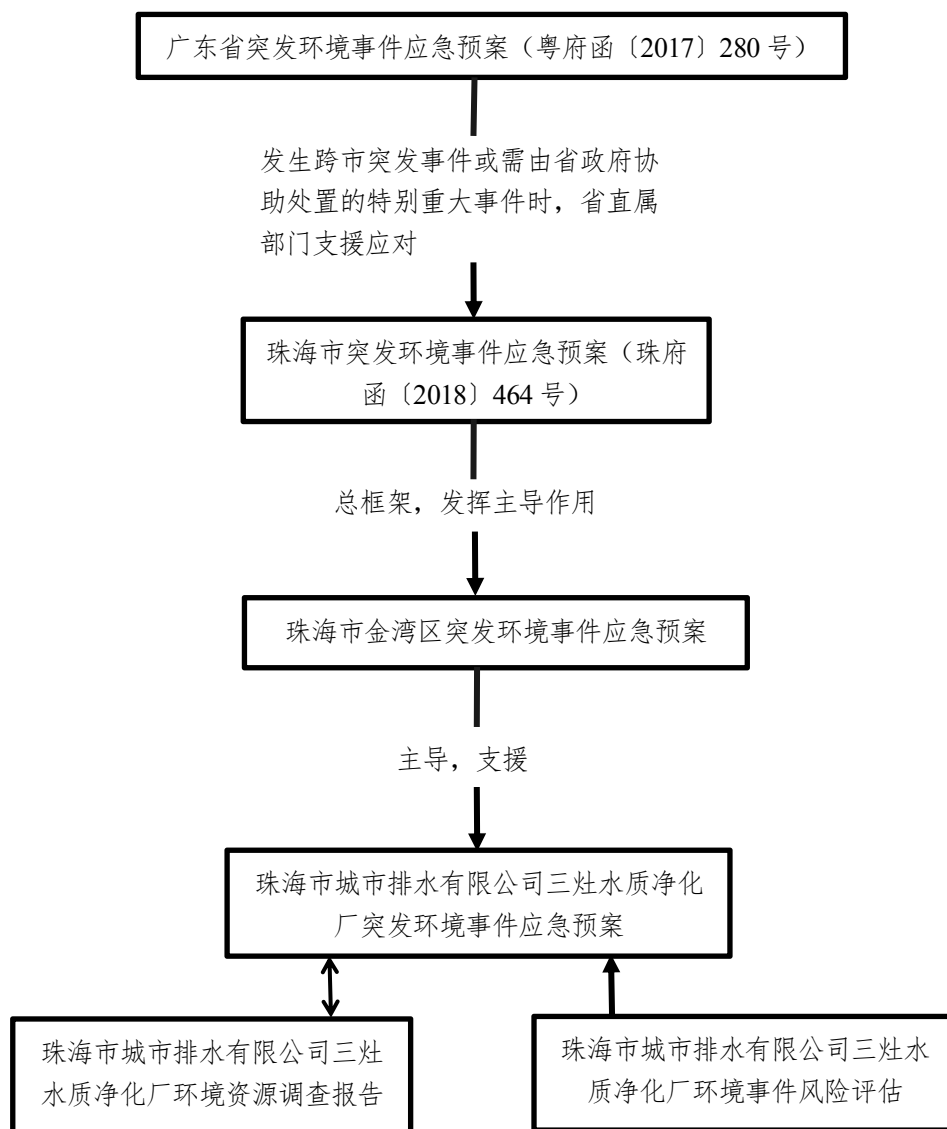 广东省突发环境事件应急预案（粤府函〔2017〕280 号）
发生跨市突发事件或需由省政府协
助处置的特别重大事件时，省直属
部门支援应对
珠海市突发环境事件应急预案（珠府
函〔2018〕464 号）
总框架，发挥主导作用
珠海市金湾区突发环境事件应急预案
主导，支援
珠海市城市排水有限公司三灶水质净化
厂突发环境事件应急预案
珠海市城市排水有限公司三灶
水质净化厂环境资源调查报告
珠海市城市排水有限公司三灶水
质净化厂环境事件风险评估